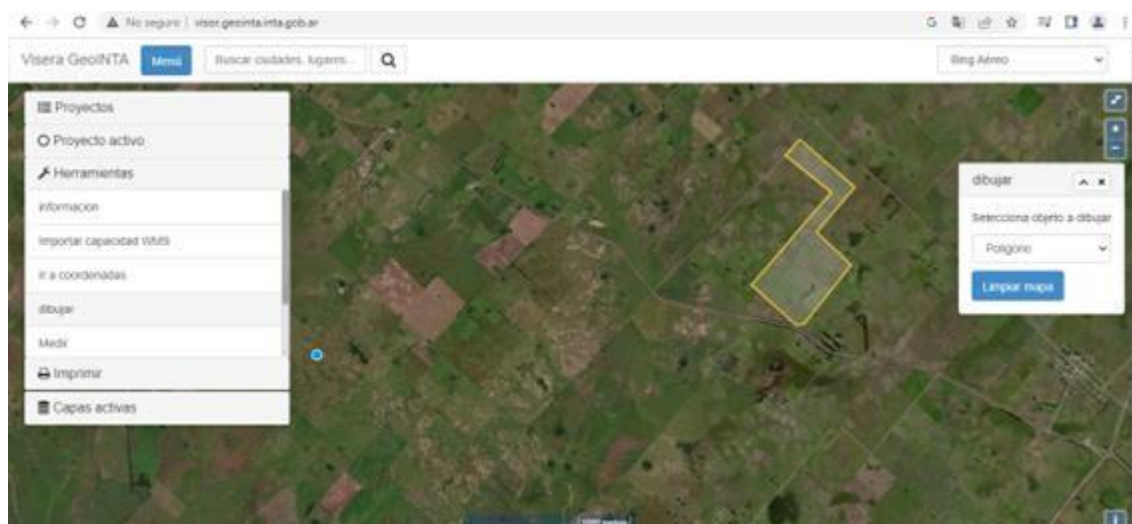 No seguro | visor.geointa.inta.gob.ar
Visera GeoINTA
Menú
Buscar ciudades, lugares...
Bing Aéreo
Proyectos
Proyecto activo
Herramientas
informacion
Importar capacidad WMS
Ir a coordenadas
dibujar
Medir
Imprimir
Capas activas
dibujar
Selecciona objeto a dibujar
Poligono
Limpiar mapa